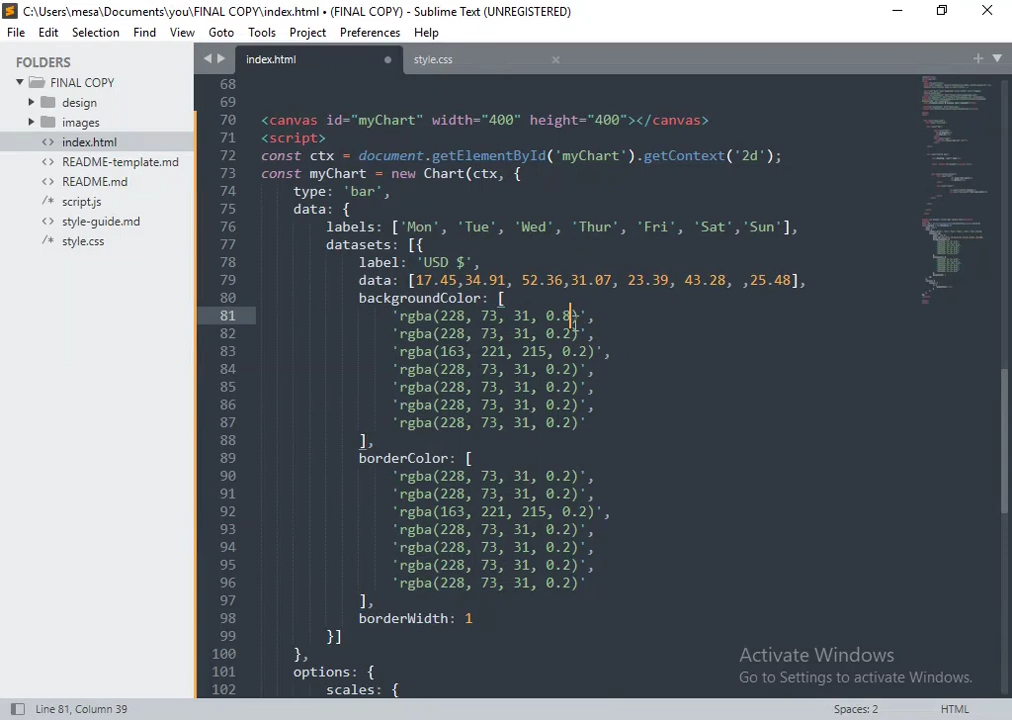 C:\Users\mesa\Documents\you\FINAL COPY\index.html • (FINAL COPY) - Sublime Text (UNREGISTERED)
File Edit Selection Find View Goto Tools Project Preferences Help
FOLDERS
FINAL COPY
design
images
index.html
README-template.md
README.md
script.js
style-guide.md
style.css
index.html style.css
68
69
70 <canvas id="myChart" width="400" height="400"></canvas>
71 <script>
72 const ctx = document.getElementById('myChart').getContext('2d');
73 const myChart = new Chart(ctx, {
74 type: 'bar',
75 data: {
76 labels: ['Mon', 'Tue', 'Wed', 'Thur', 'Fri', 'Sat','Sun'],
77 datasets: [{
78 label: 'USD $',
79 data: [17.45,34.91, 52.36,31.07, 23.39, 43.28, ,25.48],
80 backgroundColor: [
81 'rgba(228, 73, 31, 0.8)',
82 'rgba(228, 73, 31, 0.2)',
83 'rgba(163, 221, 215, 0.2)',
84 'rgba(228, 73, 31, 0.2)',
85 'rgba(228, 73, 31, 0.2)',
86 'rgba(228, 73, 31, 0.2)',
87 'rgba(228, 73, 31, 0.2)'
88 ],
89 borderColor: [
90 'rgba(228, 73, 31, 0.2)',
91 'rgba(228, 73, 31, 0.2)',
92 'rgba(163, 221, 215, 0.2)',
93 'rgba(228, 73, 31, 0.2)',
94 'rgba(228, 73, 31, 0.2)',
95 'rgba(228, 73, 31, 0.2)',
96 'rgba(228, 73, 31, 0.2)'
97 ],
98 borderWidth: 1
99 }]
100 },
101 options: {
102 scales: {
Activate Windows
Go to Settings to activate Windows.
Line 81, Column 39 Spaces: 2 HTML